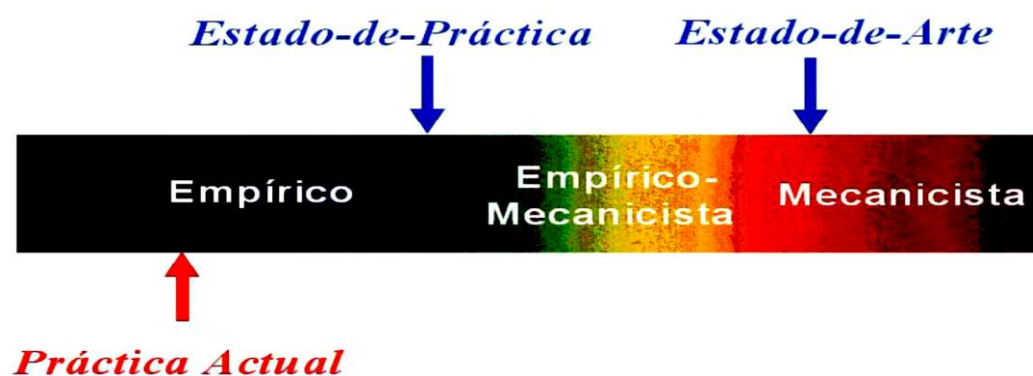 Estado-de-Práctica
Estado-de-Arte
Empírico
Empírico-
Mecanicista
Mecanicista
Práctica Actual